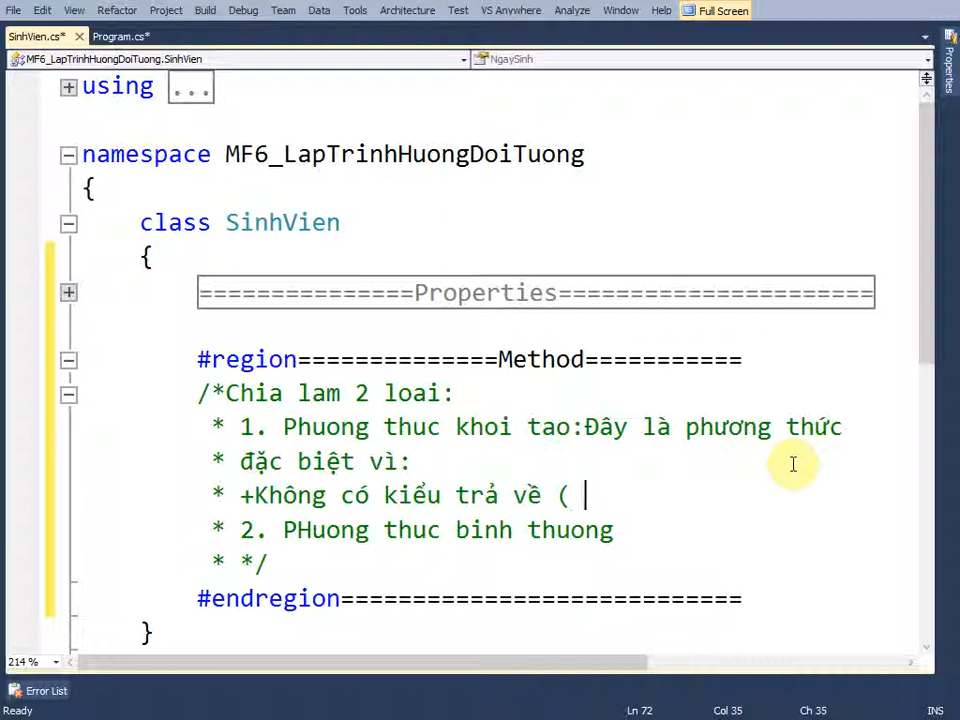 File Edit View Refactor Project Build Debug Team Data Tools Architecture Test VS Anywhere Analyze Window Help Full Screen
SinhVien.cs* Program.cs*
MF6_LapTrinhHuongDoiTuong.SinhVien NgaySinh
Properties
using ...
namespace MF6_LapTrinhHuongDoiTuong
{
class SinhVien
{
===============Properties======================
#region==============Method===========
/*Chia lam 2 loai:
* 1. Phuong thuc khoi tao:Đây là phương thức
* đặc biệt vì:
* +Không có kiểu trả về (
* 2. PHuong thuc binh thuong
* */
#endregion============================
}
214 %
Error List
Ready Ln 72 Col 35 Ch 35 INS